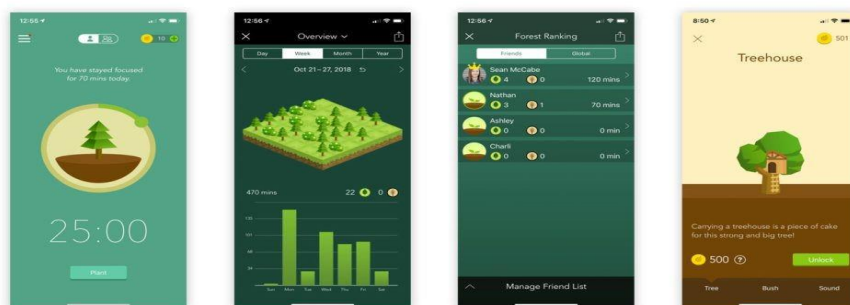 12:55
10
You have stayed focused
for 70 mins today.
25:00
Plant
12:56
Overview
Day Week Month Year
Oct 21–27, 2018
470 mins 22 0
34
Sun Mon Tue Wed Thu Fri Sat
12:56
Forest Ranking
Friends Global
Sean McCabe
4 0 120 mins
Nathan
3 1 70 mins
Ashley
0 0 0 min
Charli
0 0 0 min
Manage Friend List
8:50
501
Treehouse
Carrying a treehouse is a piece of cake
for this strong and big tree!
500 ? Unlock
Tree Bush Sound